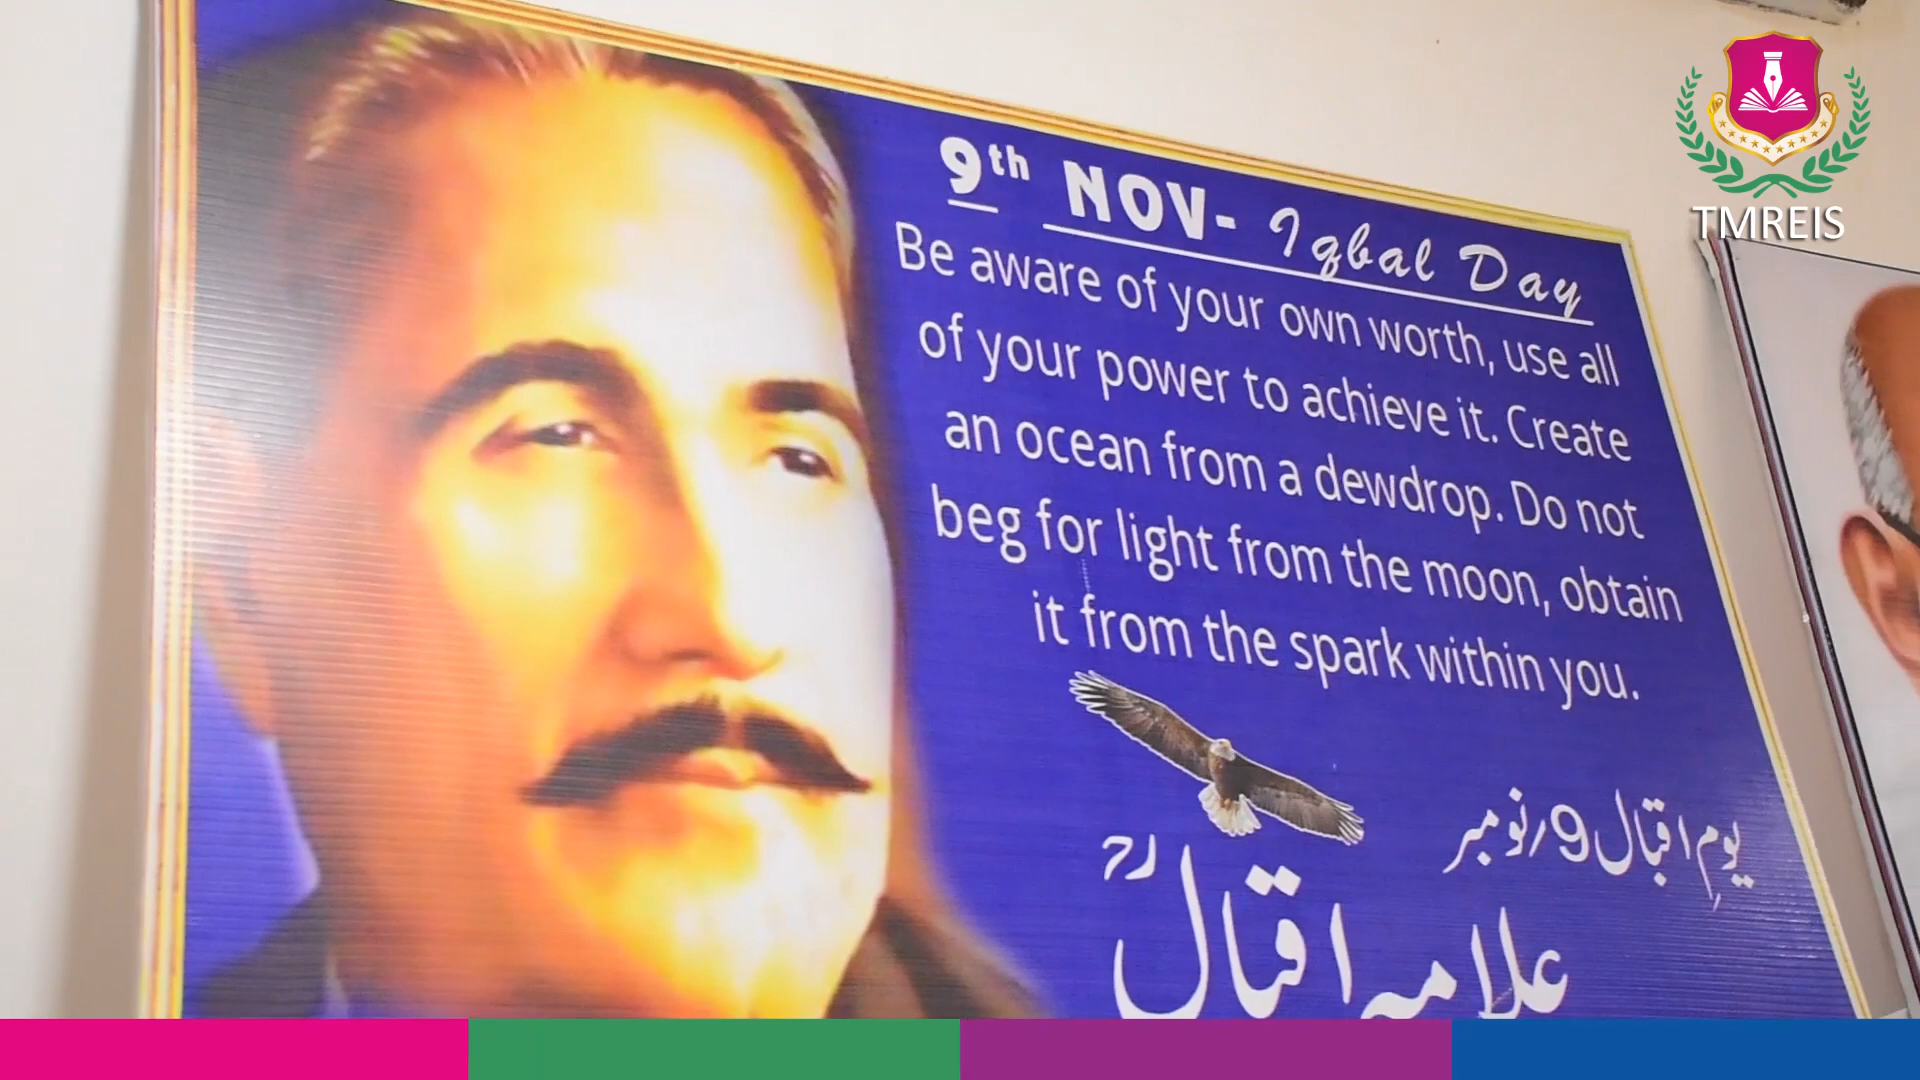 TMREIS
9th NOV- Iqbal Day
Be aware of your own worth, use all
of your power to achieve it. Create
an ocean from a dewdrop. Do not
beg for light from the moon, obtain
it from the spark within you.
یومِ اقبال 9/نومبر
علامہ اقبالؒ